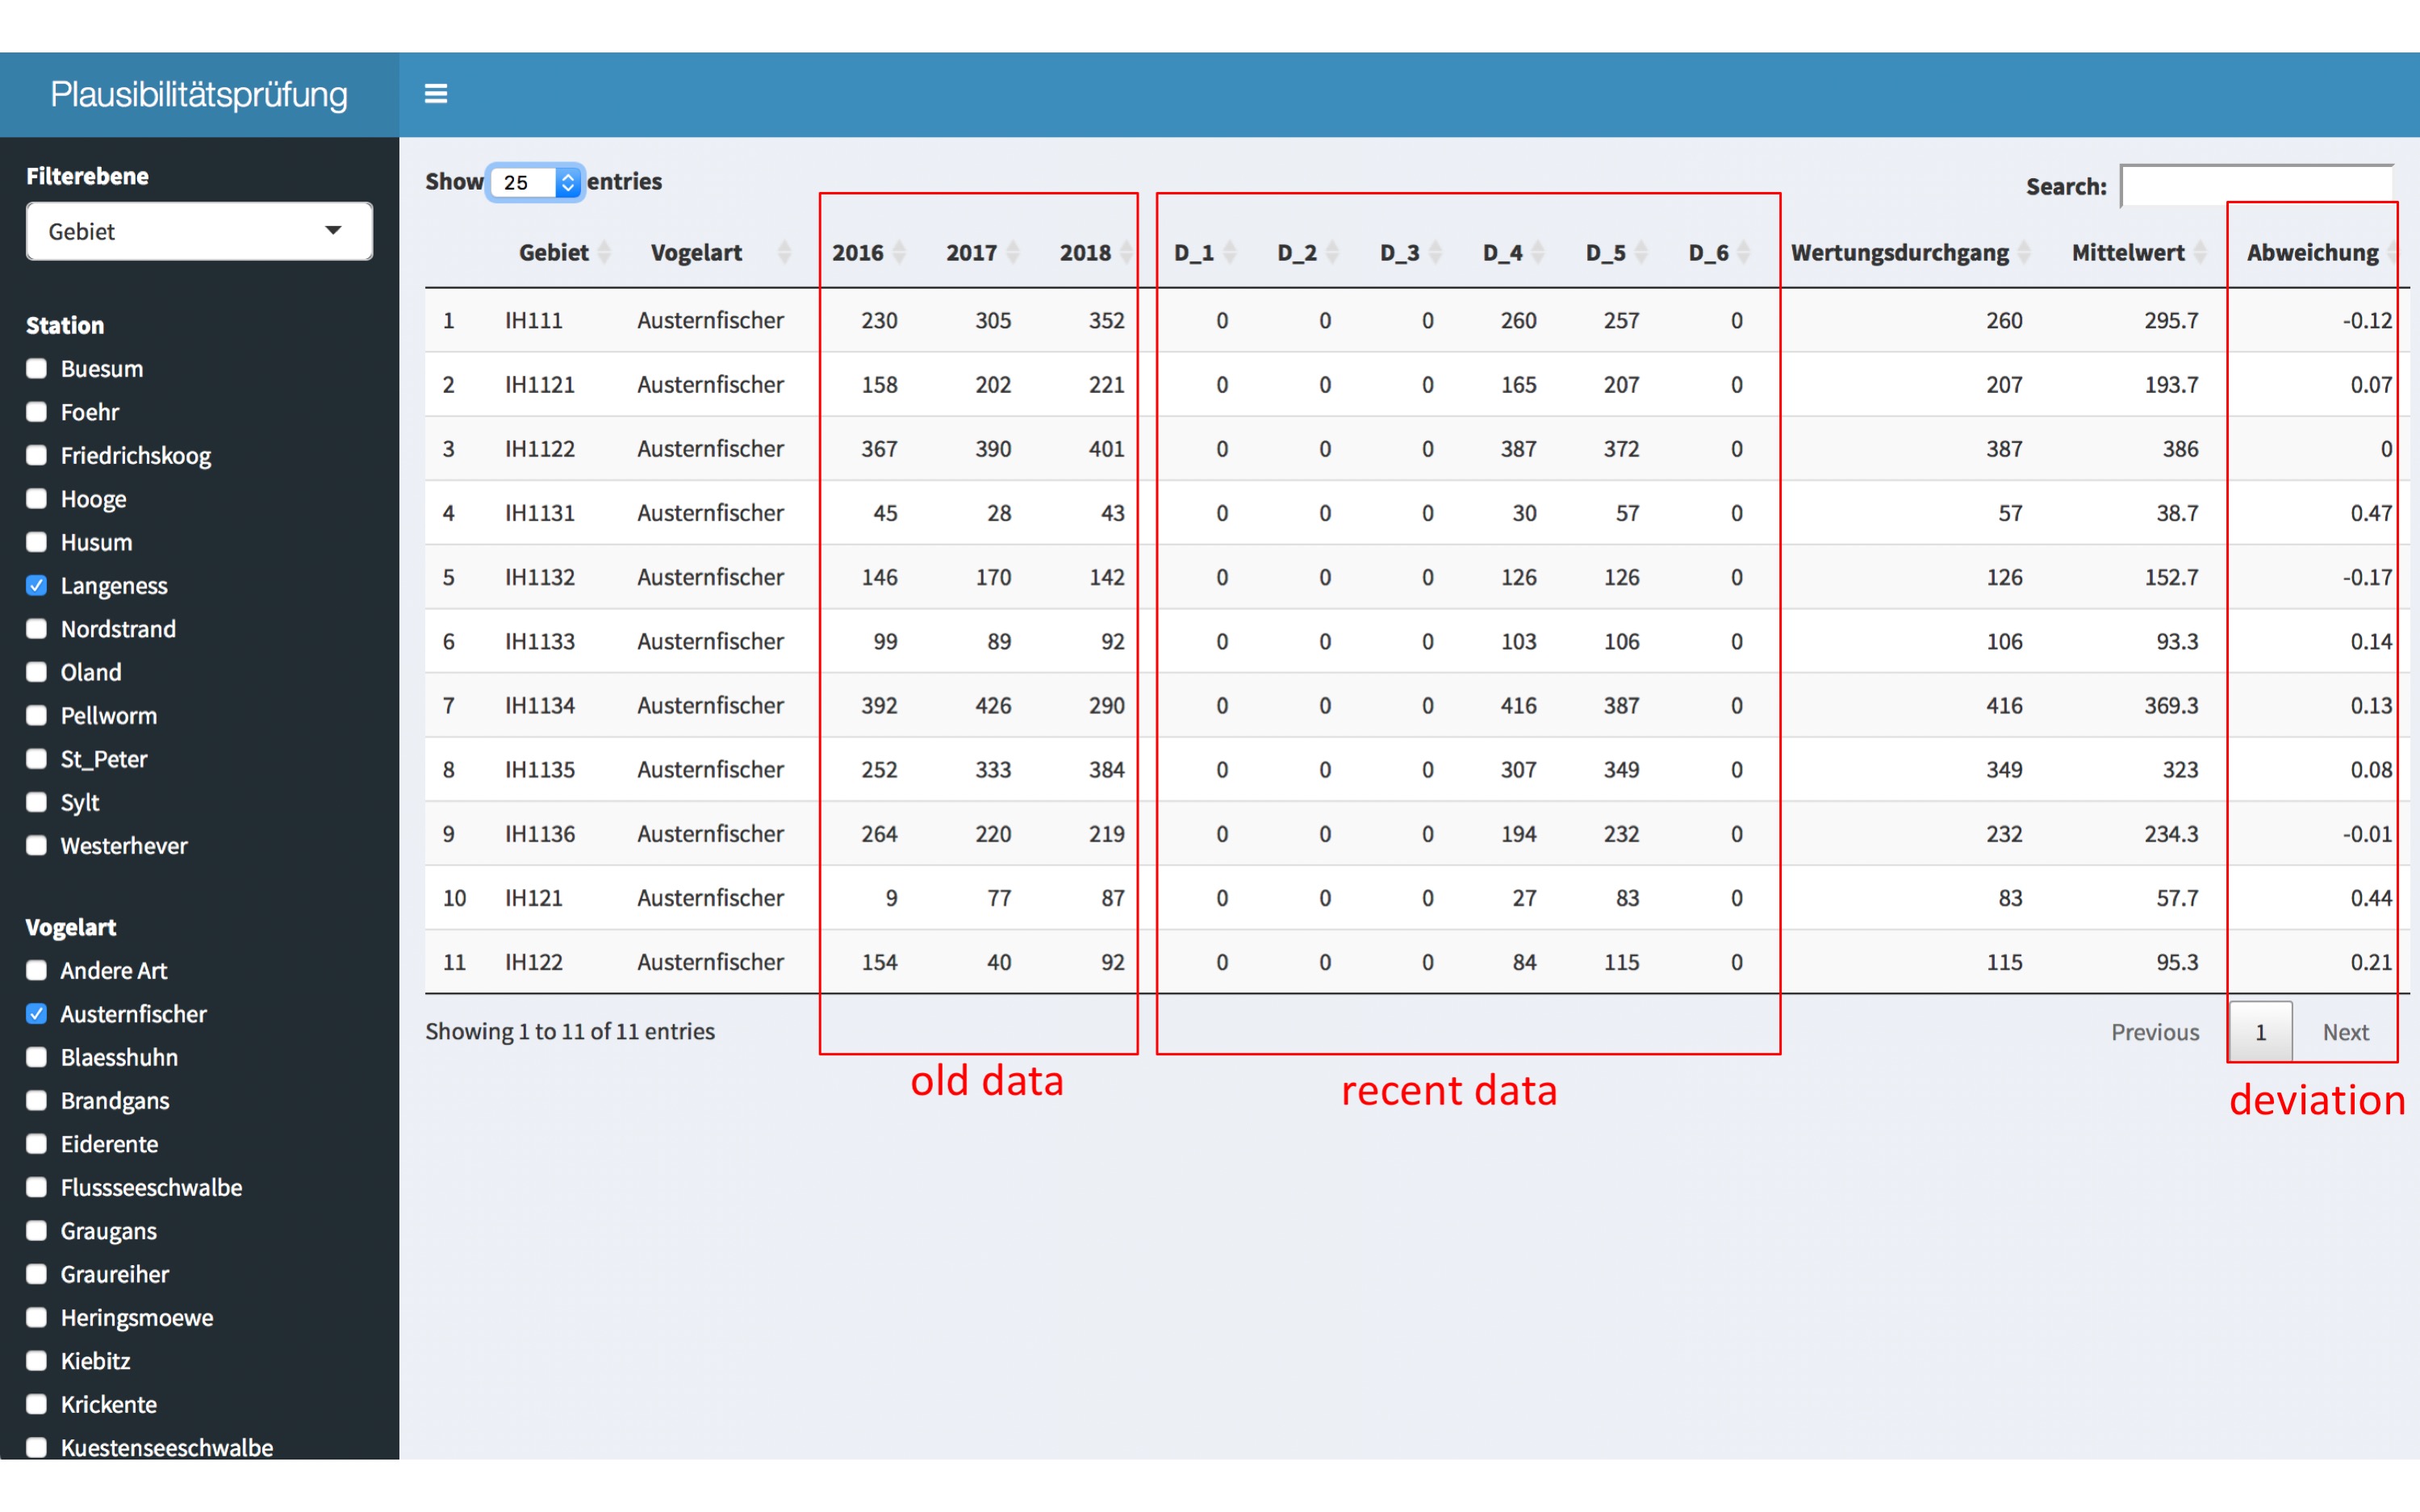 Plausibilitätsprüfung
Filterebene
Gebiet
Station
Buesum
Foehr
Friedrichskoog
Hooge
Husum
Langeness
Nordstrand
Oland
Pellworm
St_Peter
Sylt
Westerhever
Vogelart
Andere Art
Austernfischer
Blaesshuhn
Brandgans
Eiderente
Flussseeschwalbe
Graugans
Graureiher
Heringsmoewe
Kiebitz
Krickente
Kuestenseeschwalbe
Show 25 entries
Search:
Gebiet Vogelart 2016 2017 2018 D_1 D_2 D_3 D_4 D_5 D_6 Wertungsdurchgang Mittelwert Abweichung
1 IH111 Austernfischer 230 305 352 0 0 0 260 257 0 260 295.7 -0.12
2 IH1121 Austernfischer 158 202 221 0 0 0 165 207 0 207 193.7 0.07
3 IH1122 Austernfischer 367 390 401 0 0 0 387 372 0 387 386 0
4 IH1131 Austernfischer 45 28 43 0 0 0 30 57 0 57 38.7 0.47
5 IH1132 Austernfischer 146 170 142 0 0 0 126 126 0 126 152.7 -0.17
6 IH1133 Austernfischer 99 89 92 0 0 0 103 106 0 106 93.3 0.14
7 IH1134 Austernfischer 392 426 290 0 0 0 416 387 0 416 369.3 0.13
8 IH1135 Austernfischer 252 333 384 0 0 0 307 349 0 349 323 0.08
9 IH1136 Austernfischer 264 220 219 0 0 0 194 232 0 232 234.3 -0.01
10 IH121 Austernfischer 9 77 87 0 0 0 27 83 0 83 57.7 0.44
11 IH122 Austernfischer 154 40 92 0 0 0 84 115 0 115 95.3 0.21
Showing 1 to 11 of 11 entries
Previous 1 Next
old data
recent data
deviation